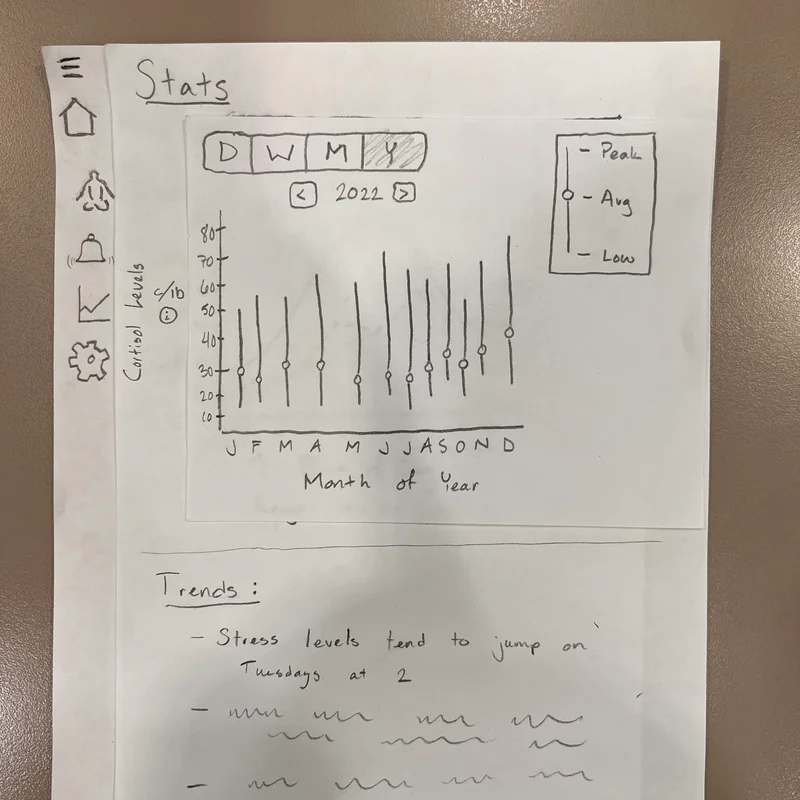 Stats
D W M Y
< 2022 >
- Peak
- Avg
- Low
Cortisol Levels
c/lb
i
80
70
60
50
40
30
20
10
J F M A M J J A S O N D
Month of Year
Trends:
- Stress levels tend to jump on
Tuesdays at 2